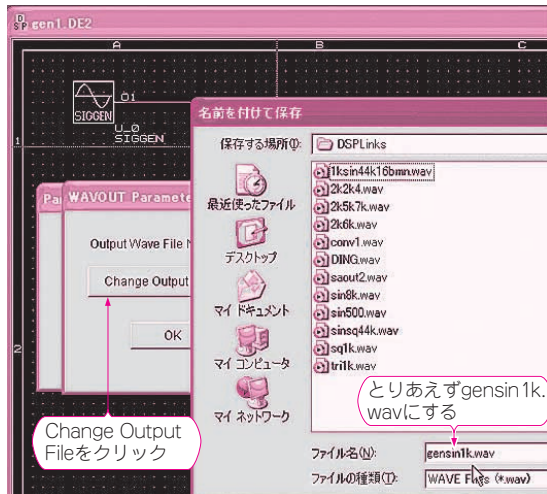 gen1.DE2
A
B
C
O1
SIGGEN
U_0
SIGGEN
1
名前を付けて保存
保存する場所(I):
DSPLinks
1ksin44k16bmn.wav
2k2k4.wav
2k5k7k.wav
2k6k.wav
conv1.wav
DING.wav
saout2.wav
sin8k.wav
sin500.wav
sinsq44k.wav
sq1k.wav
tri1k.wav
最近使ったファイル
デスクトップ
マイ ドキュメント
マイ コンピュータ
マイ ネットワーク
Pa
WAVOUT Paramete
Output Wave File N
Change Output
OK
2
とりあえずgensin1k.
wavにする
Change Output
Fileをクリック
ファイル名(N):
gensin1k.wav
ファイルの種類(T):
WAVE Flags (*.wav)